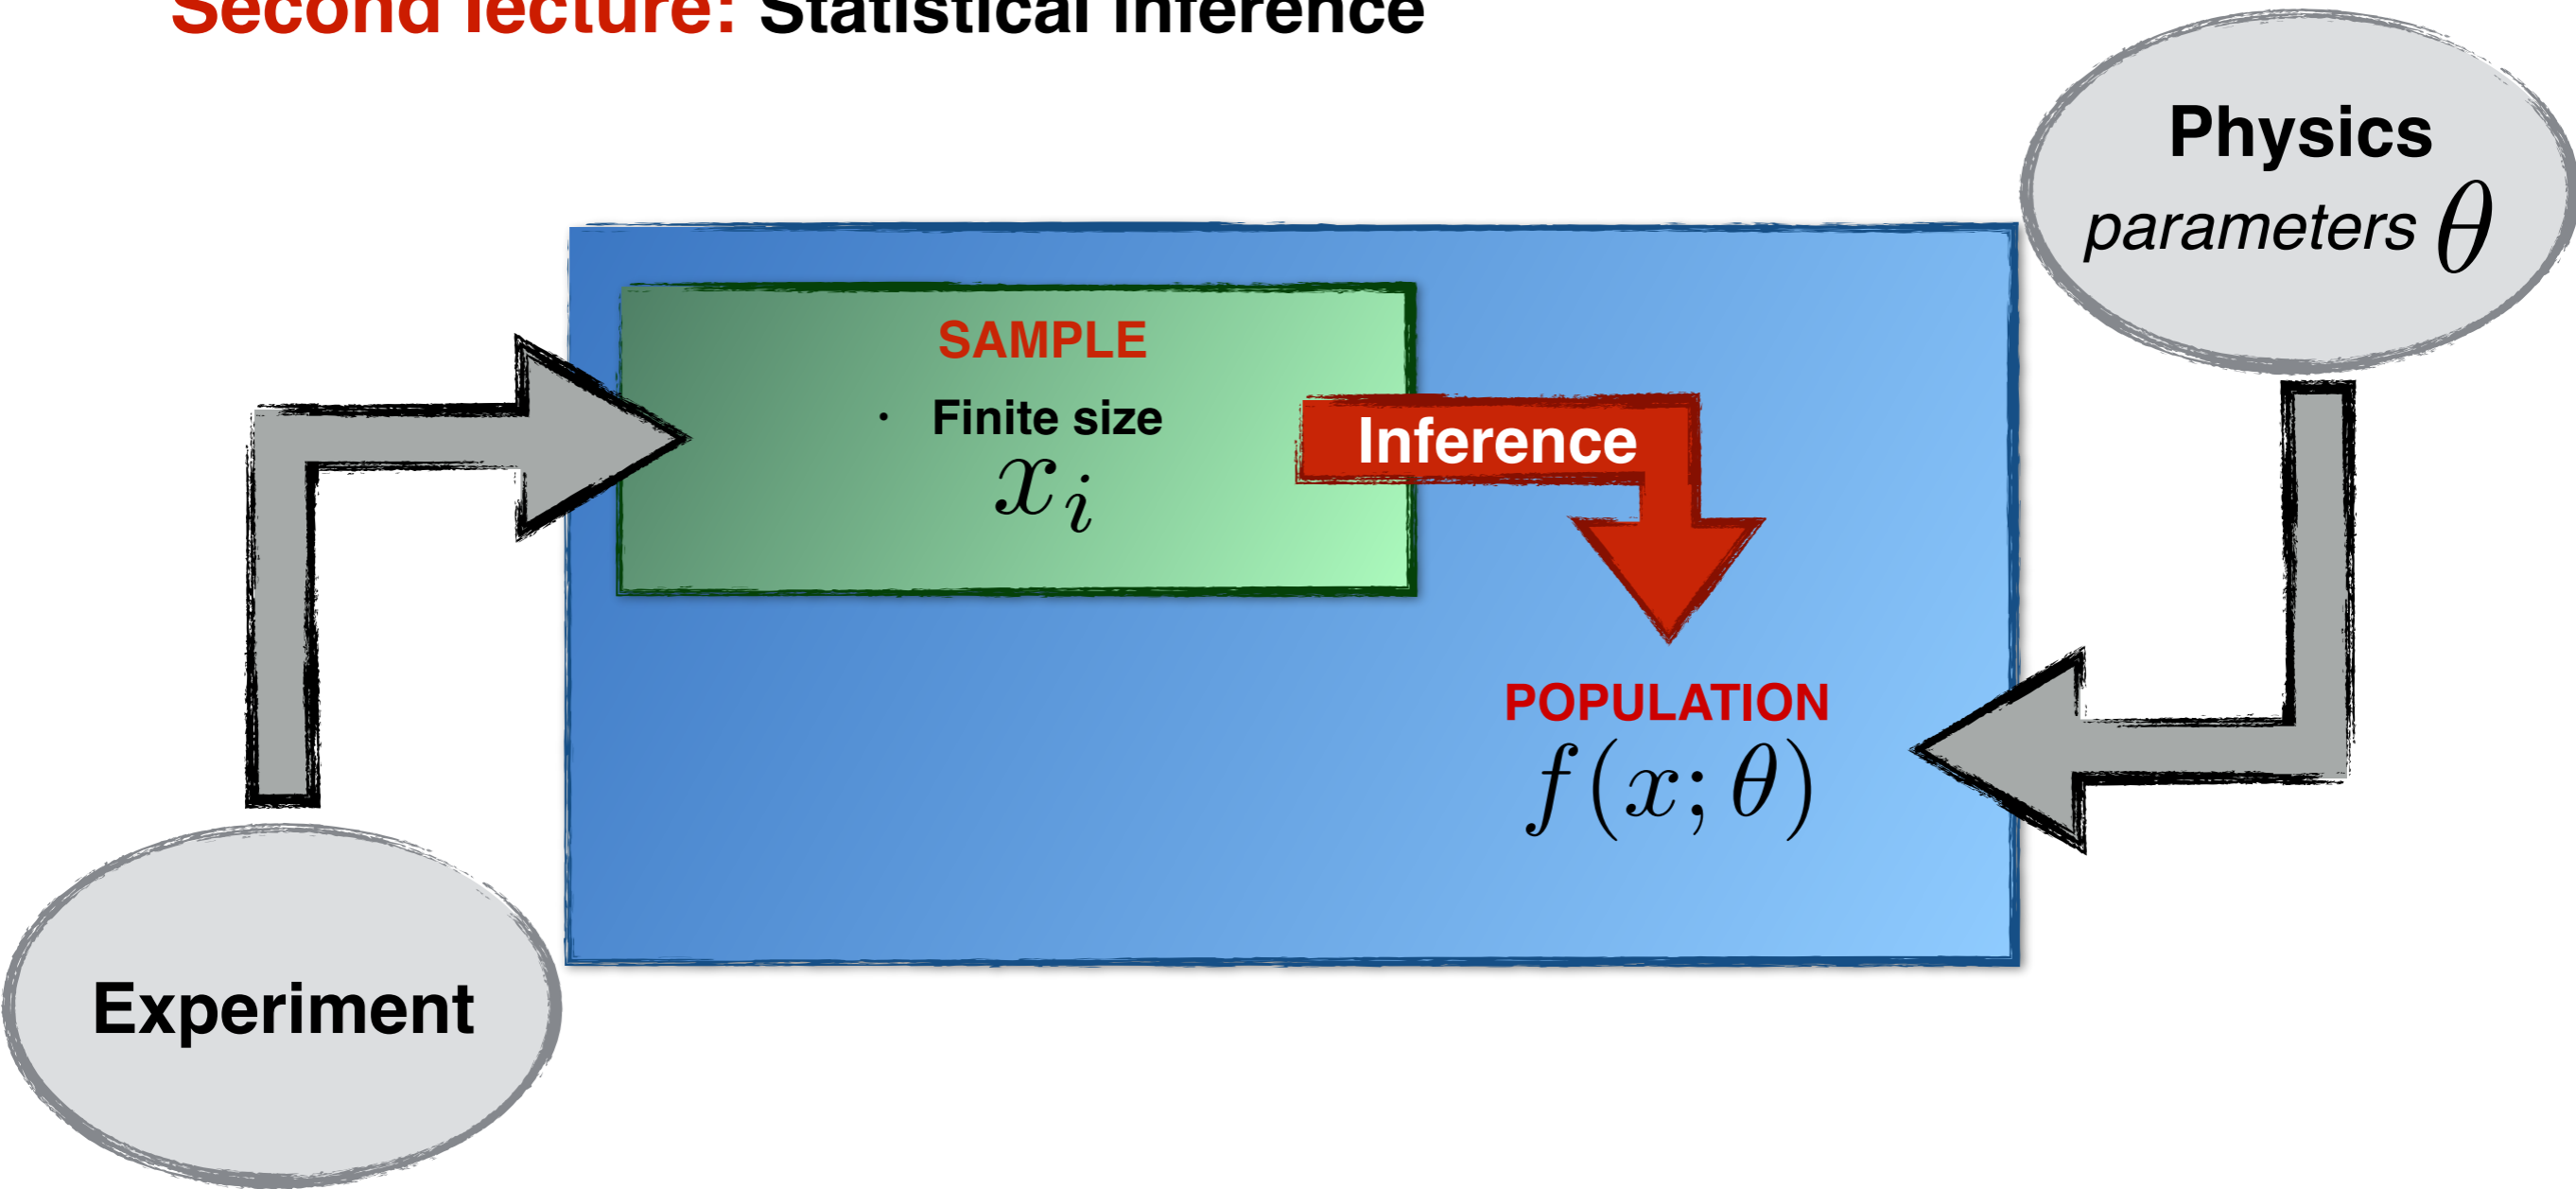 Second lecture: Statistical inference
Physics
parameters θ
SAMPLE
· Finite size
x_i
Inference
POPULATION
f(x; θ)
Experiment